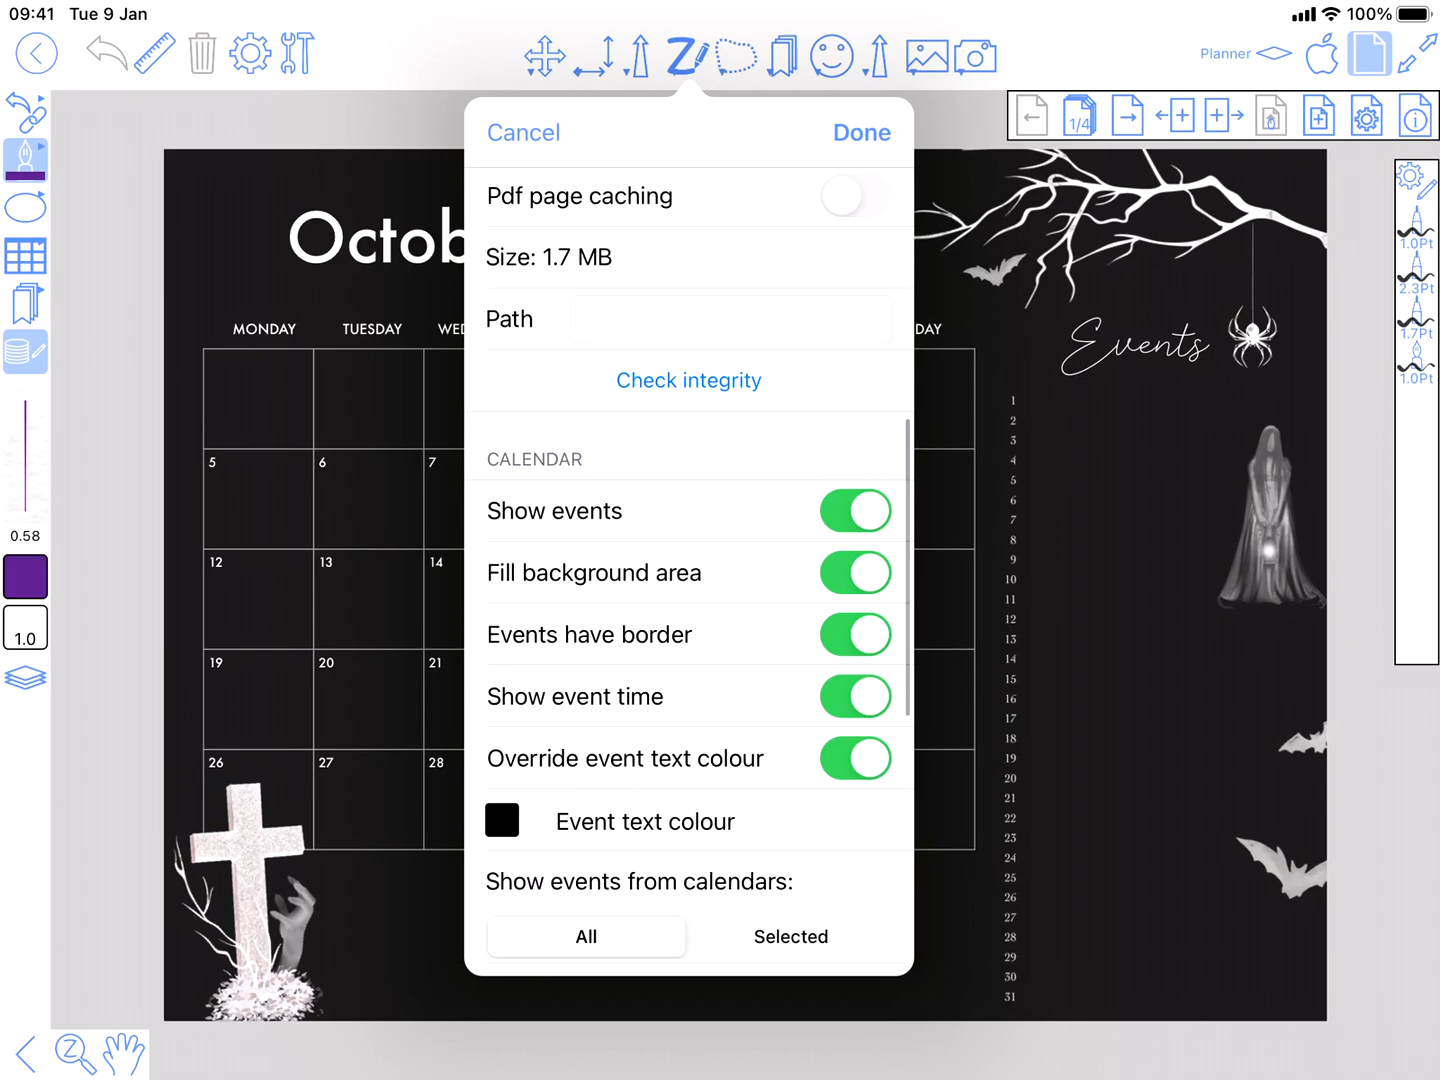 09:41 Tue 9 Jan
100%
Planner
1/4
0
Cancel
Done
Pdf page caching
Size: 1.7 MB
Path
Check integrity
CALENDAR
Show events
Fill background area
Events have border
Show event time
Override event text colour
Event text colour
Show events from calendars:
All
Selected
Octob
MONDAY
TUESDAY
WED
DAY
5
6
7
12
13
14
19
20
21
26
27
28
Events
1
2
3
4
5
6
7
8
9
10
11
12
13
14
15
16
17
18
19
20
21
22
23
24
25
26
27
28
29
30
31
0.58
1.0
1.0Pt
2.3Pt
1.7Pt
1.0Pt